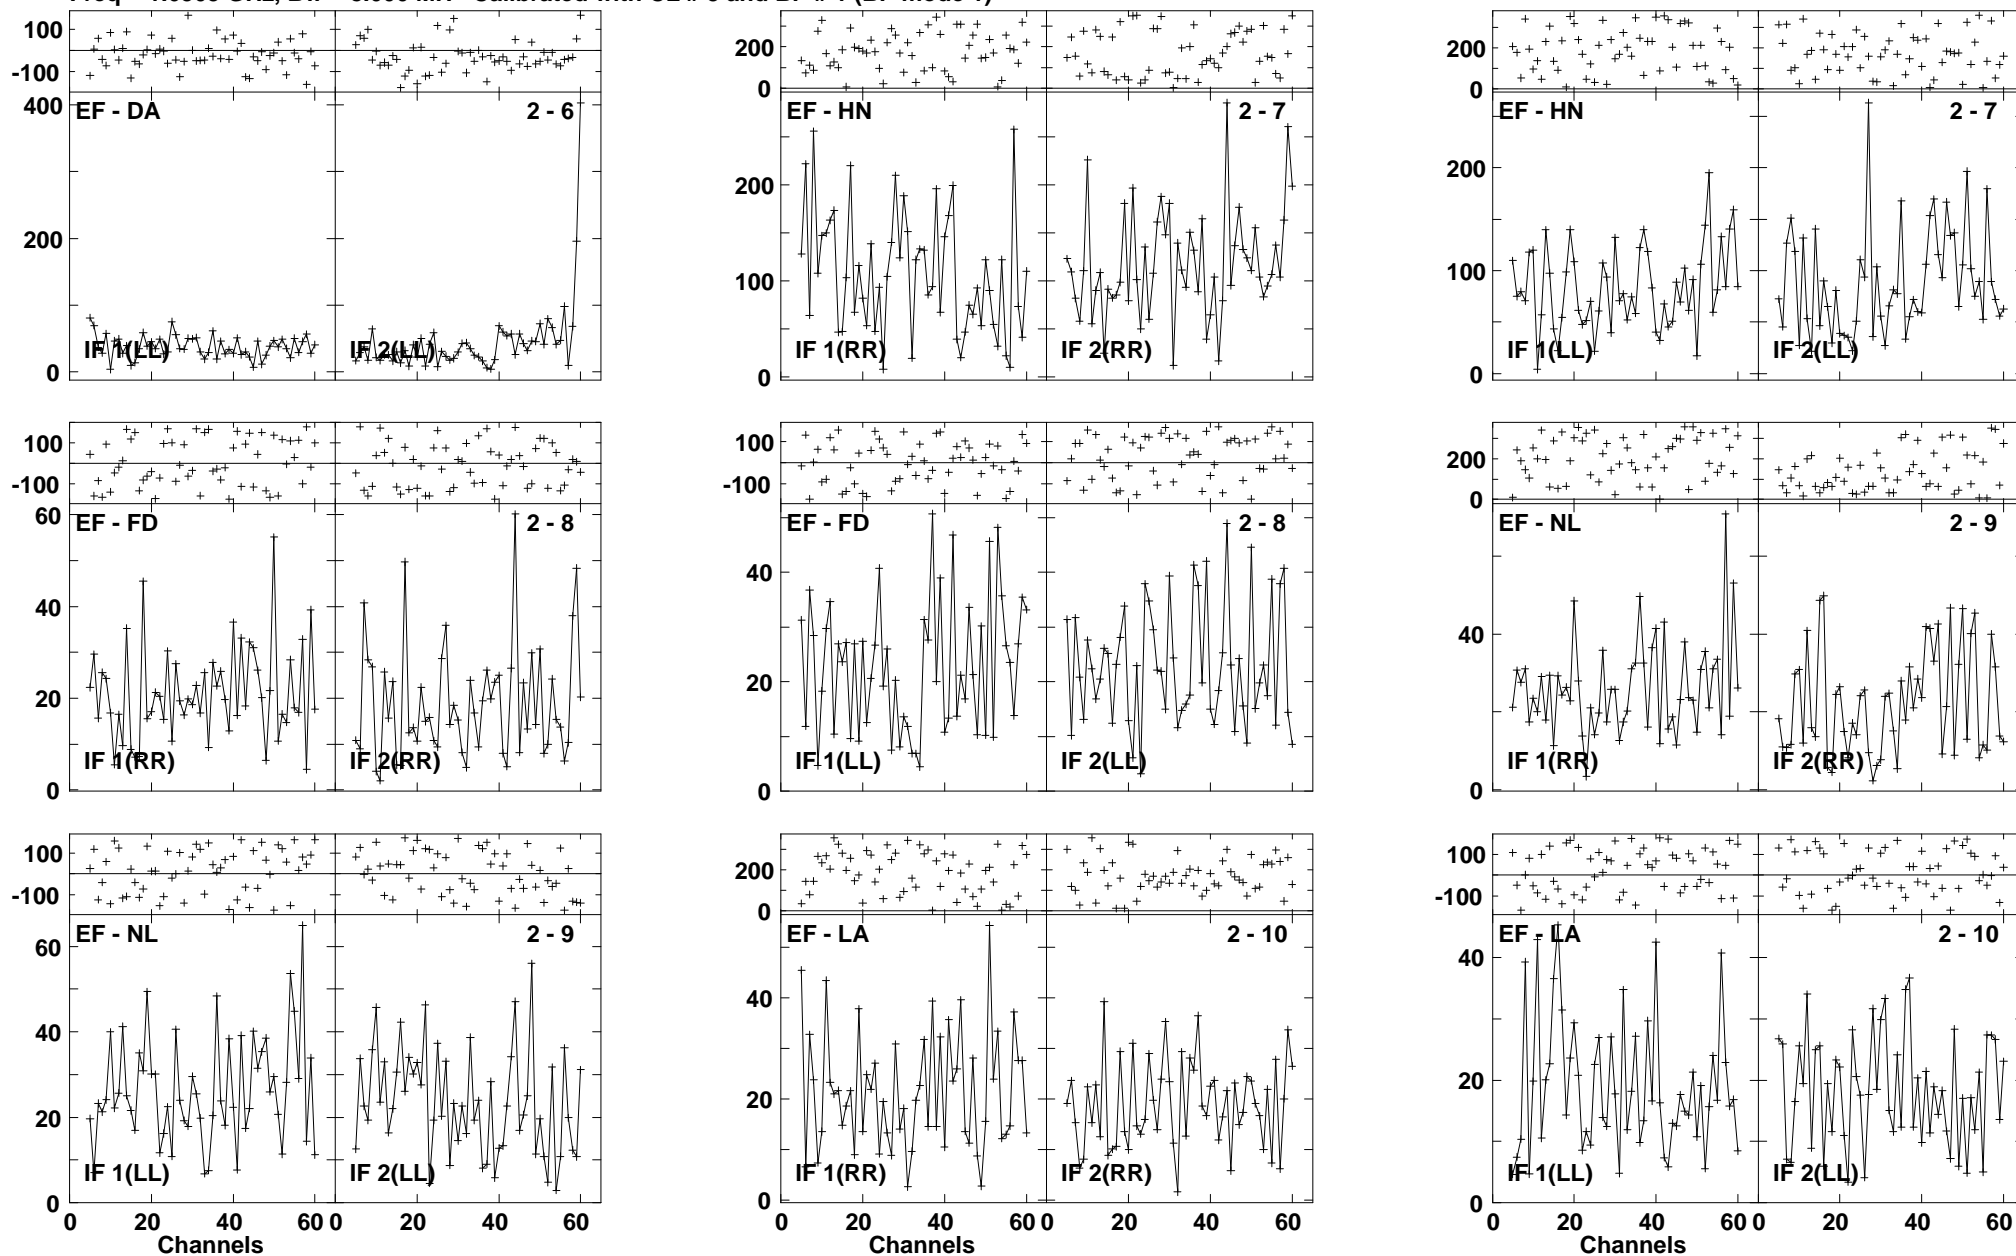 100
-100
400
200
0
EF - DA
2 - 6
IF 1(LL)
IF 2(LL)
200
0
200
100
0
EF - HN
2 - 7
IF 1(RR)
IF 2(RR)
200
0
200
100
0
EF - HN
2 - 7
IF 1(LL)
IF 2(LL)
100
-100
60
40
20
0
EF - FD
2 - 8
IF 1(RR)
IF 2(RR)
100
-100
40
20
0
EF - FD
2 - 8
IF 1(LL)
IF 2(LL)
200
0
40
0
EF - NL
2 - 9
IF 1(RR)
IF 2(RR)
100
-100
60
40
20
0
EF - NL
2 - 9
IF 1(LL)
IF 2(LL)
0 20 40 60 0 20 40 60
Channels
200
0
40
20
0
EF - LA
2 - 10
IF 1(RR)
IF 2(RR)
0 20 40 60 0 20 40 60
Channels
100
-100
40
20
0
EF - LA
2 - 10
IF 1(LL)
IF 2(LL)
0 20 40 60 0 20 40 60
Channels